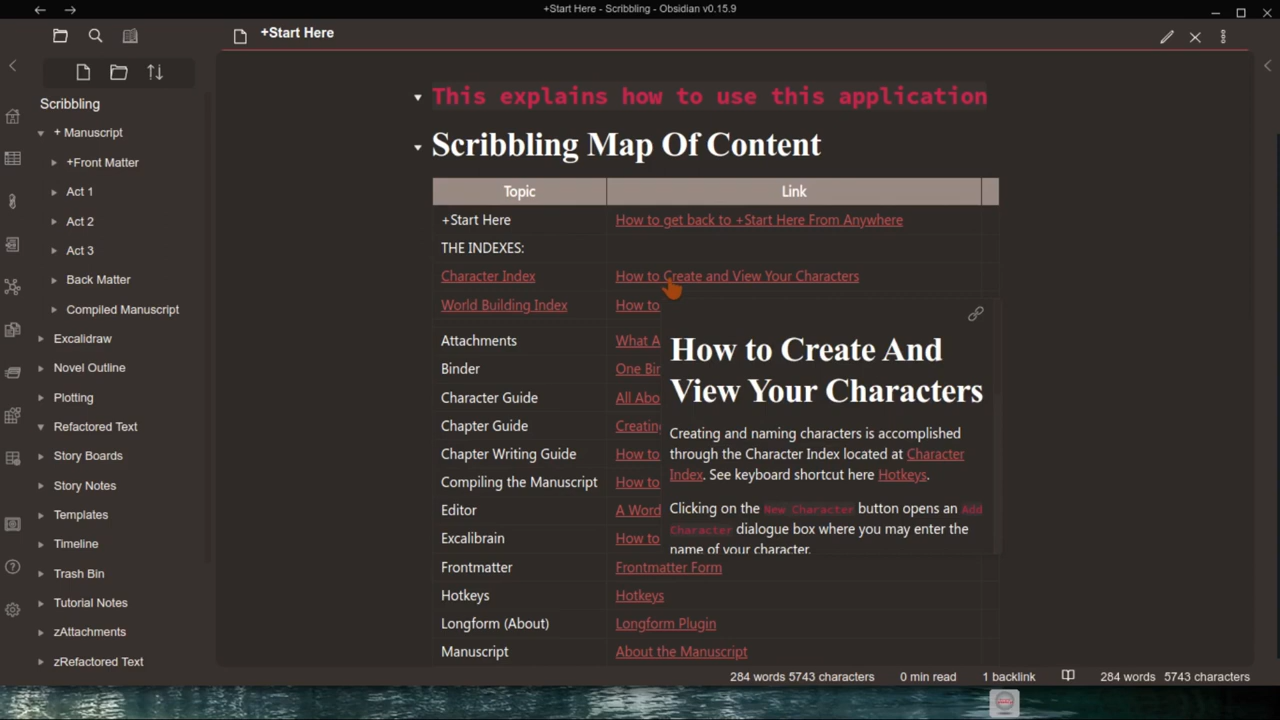 +Start Here - Scribbling - Obsidian v0.15.9
+Start Here
Scribbling
+ Manuscript
+Front Matter
Act 1
Act 2
Act 3
Back Matter
Compiled Manuscript
Excalidraw
Novel Outline
Plotting
Refactored Text
Story Boards
Story Notes
Templates
Timeline
Trash Bin
Tutorial Notes
zAttachments
zRefactored Text
This explains how to use this application
Scribbling Map Of Content
Topic Link
+Start Here How to get back to +Start Here From Anywhere
THE INDEXES:
Character Index How to Create and View Your Characters
World Building Index How to
Attachments What A
Binder One Bin
Character Guide All Abo
Chapter Guide Creating
Chapter Writing Guide How to
Compiling the Manuscript How to
Editor A Word
Excalibrain How to
Frontmatter Frontmatter Form
Hotkeys Hotkeys
Longform (About) Longform Plugin
Manuscript About the Manuscript
How to Create And
View Your Characters
Creating and naming characters is accomplished
through the Character Index located at Character
Index. See keyboard shortcut here Hotkeys.
Clicking on the New Character button opens an Add
Character dialogue box where you may enter the
name of your character.
284 words 5743 characters 0 min read 1 backlink 284 words 5743 characters